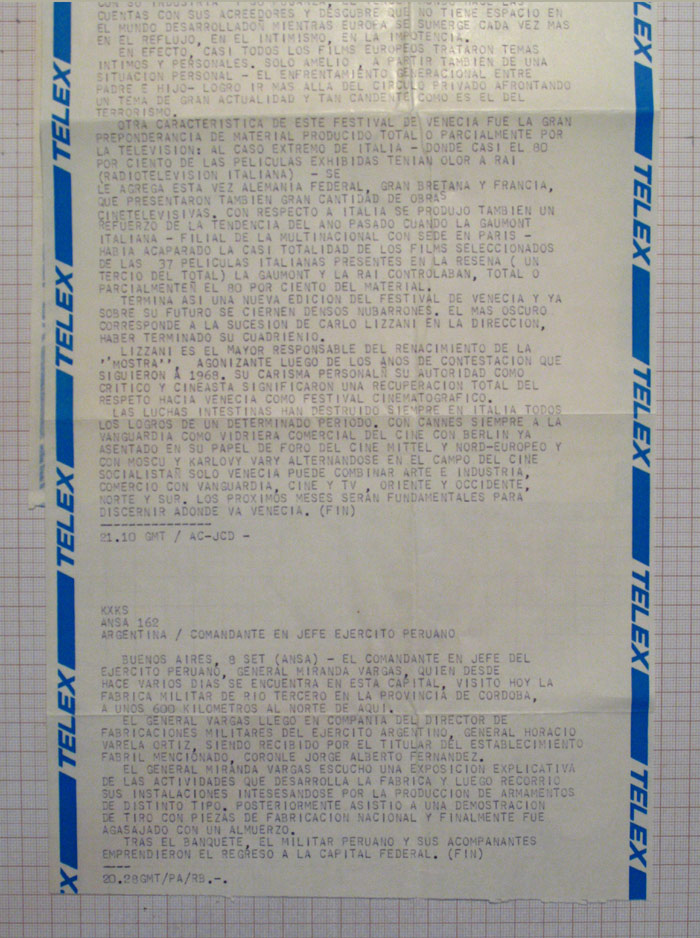 CUENTAS CON SUS ACREEDORES Y DESCUBRE QUE NO TIENE ESPACIO EN
EL MUNDO DESARROLLADOÑ MIENTRAS EUROPA SE SUMERGE CADA VEZ MAS
EN EL REFLUJO, EN EL INTIMISMO, EN LA IMPOTENCIA.
EN EFECTO, CASI TODOS LOS FILMS EUROPEOS TRATARON TEMAS
INTIMOS Y PERSONALES. SOLO AMELIO , A PARTIR TAMBIEN DE UNA
SITUACION PERSONAL - EL ENFRENTAMIENTO GENERACIONAL ENTRE
PADRE E HIJO- LOGRO IR MAS ALLA DEL CIRCULO PRIVADO AFRONTANDO
UN TEMA DE GRAN ACTUALIDAD Y TAN CANDENTE COMO ES EL DEL
TERRORISMO.
OTRA CARACTERISTICA DE ESTE FESTIVAL DE VENECIA FUE LA GRAN
PREPONDERANCIA DE MATERIAL PRODUCIDO TOTAL O PARCIALMENTE POR
LA TELEVISION: AL CASO EXTREMO DE ITALIA - DONDE CASI EL 80
POR CIENTO DE LAS PELICULAS EXHIBIDAS TENIAN OLOR A RAI
(RADIOTELEVISION ITALIANA) - SE
LE AGREGA ESTA VEZ ALEMANIA FEDERAL, GRAN BRETANA Y FRANCIA,
QUE PRESENTARON TAMBIEN GRAN CANTIDAD DE OBRAS
CINETELEVISIVAS. CON RESPECTO A ITALIA SE PRODUJO TAMBIEN UN
REFUERZO DE LA TENDENCIA DEL ANO PASADO CUANDO LA GAUMONT
ITALIANA - FILIAL DE LA MULTINACIONAL CON SEDE EN PARIS -
HABIA ACAPARADO LA CASI TOTALIDAD DE LOS FILMS SELECCIONADOS
DE LAS 37 PELICULAS ITALIANAS PRESENTES EN LA RESENA ( UN
TERCIO DEL TOTAL) LA GAUMONT Y LA RAI CONTROLABAN, TOTAL O
PARCIALMENTEÑ EL 80 POR CIENTO DEL MATERIAL.
TERMINA ASI UNA NUEVA EDICION DEL FESTIVAL DE VENECIA Y YA
SOBRE SU FUTURO SE CIERNEN DENSOS NUBARRONES. EL MAS OSCURO
CORRESPONDE A LA SUCESION DE CARLO LIZZANI EN LA DIRECCION,
HABER TERMINADO SU CUADRIENIO.
LIZZANI ES EL MAYOR RESPONSABLE DEL RENACIMIENTO DE LA
''MOSTRA'' AGONIZANTE LUEGO DE LOS ANOS DE CONTESTACION QUE
SIGUIERON A 1968. SU CARISMA PERSONALÑ SU AUTORIDAD COMO
CRITICO Y CINEASTA SIGNIFICARON UNA RECUPERACION TOTAL DEL
RESPETO HACIA VENECIA COMO FESTIVAL CINEMATOGRAFICO.
LAS LUCHAS INTESTINAS HAN DESTRUIDO SIEMPRE EN ITALIA TODOS
LOS LOGROS DE UN DETERMINADO PERIODO. CON CANNES SIEMPRE A LA
VANGUARDIA COMO VIDRIERA COMERCIAL DEL CINE CON BERLIN YA
ASENTADO EN SU PAPEL DE FORO DEL CINE MITTEL Y NORD-EUROPEO Y
CON MOSCU Y KARLOVY VARY ALTERNANDOSE EN EL CAMPO DEL CINE
SOCIALISTAÑ SOLO VENECIA PUEDE COMBINAR ARTE E INDUSTRIA,
COMERCIO CON VANGUARDIA, CINE Y TV , ORIENTE Y OCCIDENTE,
NORTE Y SUR. LOS PROXIMOS MESES SERAN FUNDAMENTALES PARA
DISCERNIR ADONDE VA VENECIA. (FIN)
---------------
21.10 GMT / AC-JCD -
KXKS
ANSA 162
ARGENTINA / COMANDANTE EN JEFE EJERCITO PERUANO
BUENOS AIRES, 8 SET (ANSA) - EL COMANDANTE EN JEFE DEL
EJERCITO PERUANO, GENERAL MIRANDA VARGAS, QUIEN DESDE
HACE VARIOS DIAS SE ENCUENTRA EN ESTA CAPITAL, VISITO HOY LA
FABRICA MILITAR DE RIO TERCERO EN LA PROVINCIA DE CORDOBA,
A UNOS 600 KILOMETROS AL NORTE DE AQUI.
EL GENERAL VARGAS LLEGO EN COMPANIA DEL DIRECTOR DE
FABRICACIONES MILITARES DEL EJERCITO ARGENTINO, GENERAL HORACIO
VARELA ORTIZ, SIENDO RECIBIDO POR EL TITULAR DEL ESTABLECIMIENTO
FABRIL MENCIONADO, CORONLE JORGE ALBERTO FERNANDEZ.
EL GENERAL MIRANDA VARGAS ESCUCHO UNA EXPOSICION EXPLICATIVA
DE LAS ACTIVIDADES QUE DESARROLLA LA FABRICA Y LUEGO RECORRIO
SUS INSTALACIONES INTESESANDOSE POR LA PRODUCCION DE ARMAMENTOS
DE DISTINTO TIPO. POSTERIORMENTE ASISTIO A UNA DEMOSTRACION
DE TIRO CON PIEZAS DE FABRICACION NACIONAL Y FINALMENTE FUE
AGASAJADO CON UN ALMUERZO.
TRAS EL BANQUETE, EL MILITAR PERUANO Y SUS ACOMPANANTES
EMPRENDIERON EL REGRESO A LA CAPITAL FEDERAL. (FIN)
----
20.28GMT/PA/RS.-.
TELEX
TELEX
TELEX
TELEX
TELEX
TELEX
TELEX
TELEX
TELEX